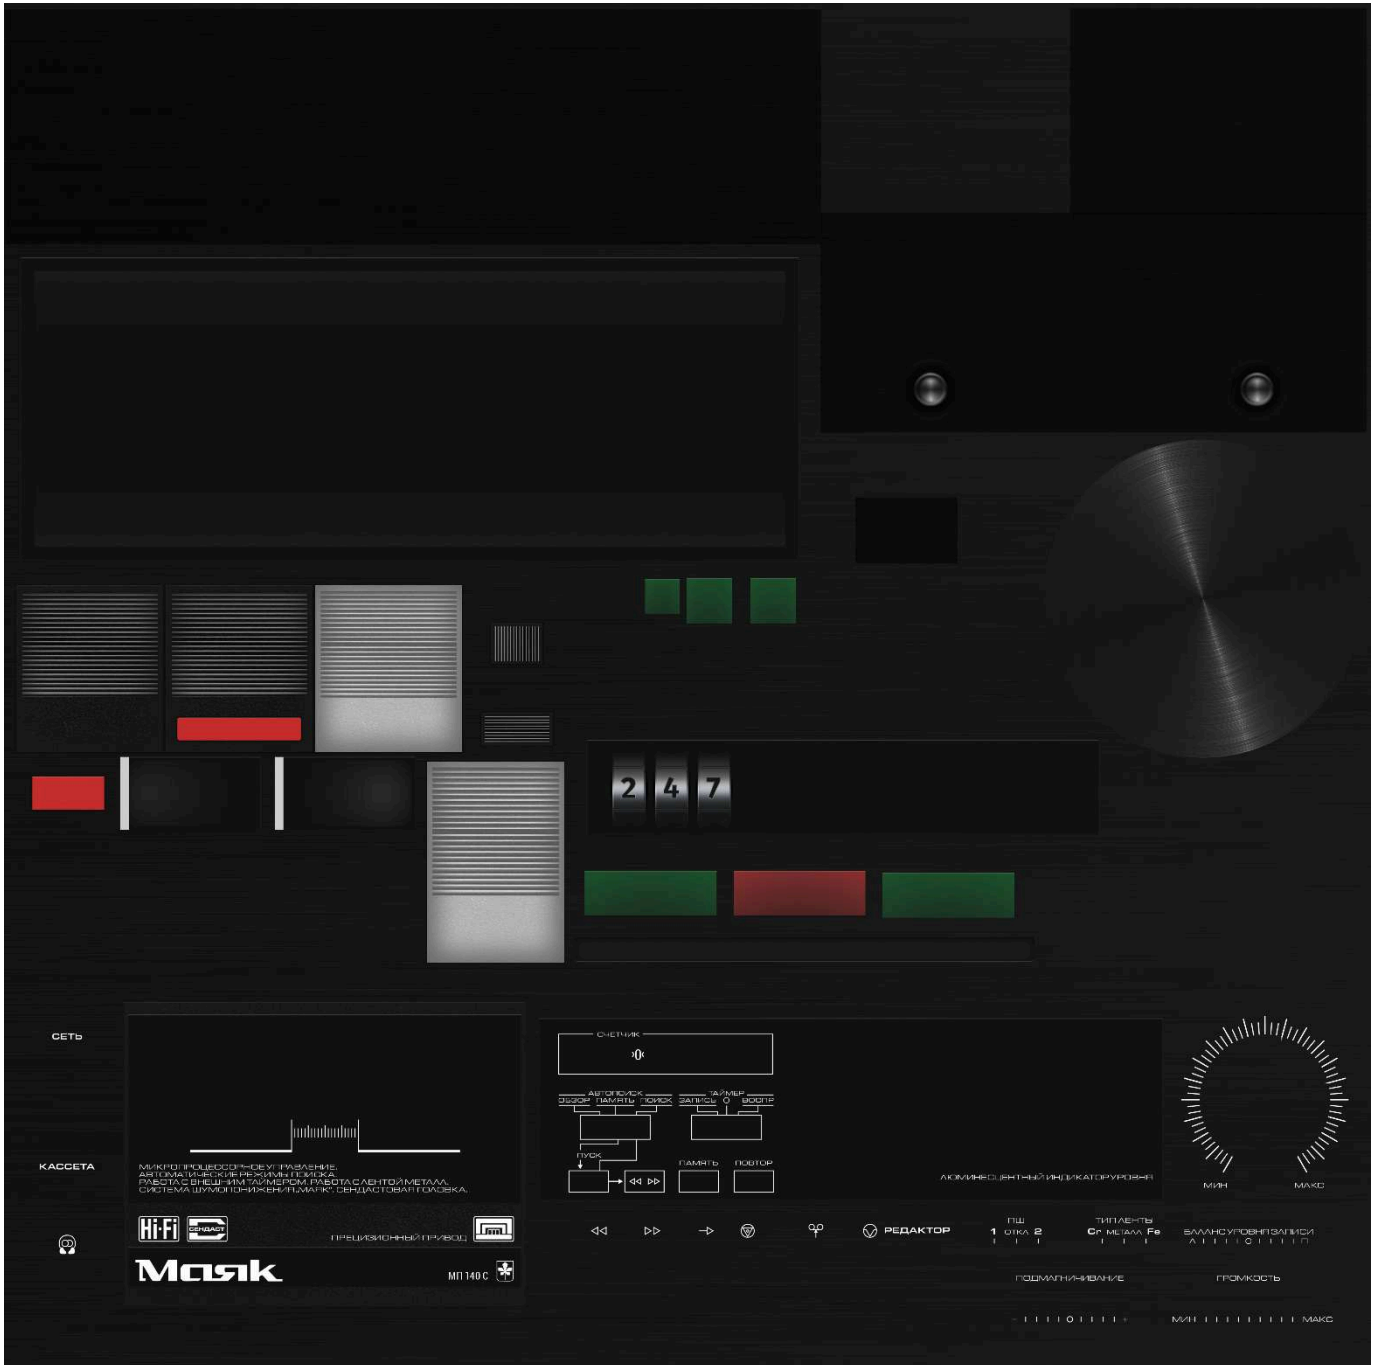 2 4 7
СЕТЬ
СЧЕТЧИК
0
АВТОПОИСК
ОБЗОР ПАМЯТЬ ПОИСК
ТАЙМЕР
ЗАПИСЬ О ВОСПР
ПУСК
ПАМЯТЬ ПОВТОР
КАССЕТА
МИКРОПРОЦЕССОРНОЕ УПРАВЛЕНИЕ.
АВТОМАТИЧЕСКИЕ РЕЖИМЫ ПОИСКА.
РАБОТА С ВНЕШНИМ ТАЙМЕРОМ. РАБОТА С ЛЕНТОЙ МЕТАЛЛ.
СИСТЕМА ШУМОПОНИЖЕНИЯ „МАЯК". СЕНДАСТОВАЯ ГОЛОВКА.
ЛЮМИНЕСЦЕНТНЫЙ ИНДИКАТОР УРОВНЯ
МИН МАКС
Hi-Fi
СЕНДАСТ
ПРЕЦИЗИОННЫЙ ПРИВОД
Маяк
МП 140 С
РЕДАКТОР
ПШ
1 ОТКЛ 2
ТИП ЛЕНТЫ
Cr МЕТАЛЛ Fe
БАЛАНС УРОВНЯ ЗАПИСИ
Л П
ПОДМАГНИЧИВАНИЕ
- +
ГРОМКОСТЬ
МИН МАКС